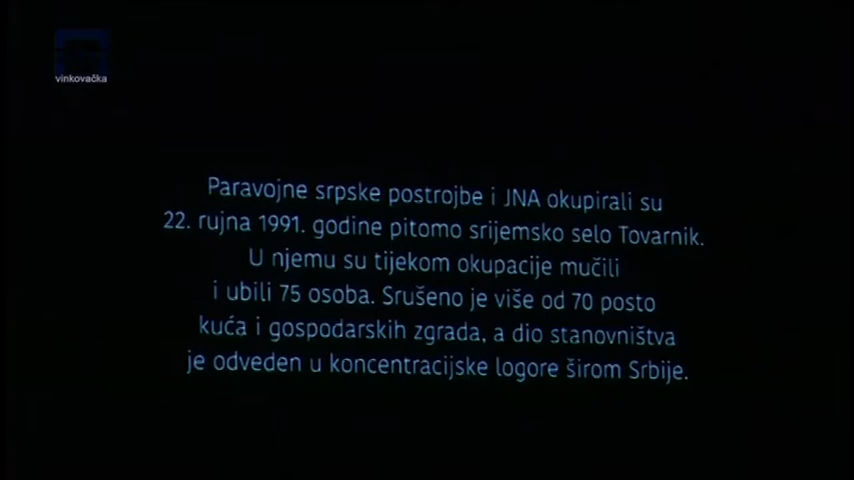 vinkovačka
Paravojne srpske postrojbe i JNA okupirali su
22. rujna 1991. godine pitomo srijemsko selo Tovarnik.
U njemu su tijekom okupacije mučili
i ubili 75 osoba. Srušeno je više od 70 posto
kuća i gospodarskih zgrada, a dio stanovništva
je odveden u koncentracijske logore širom Srbije.